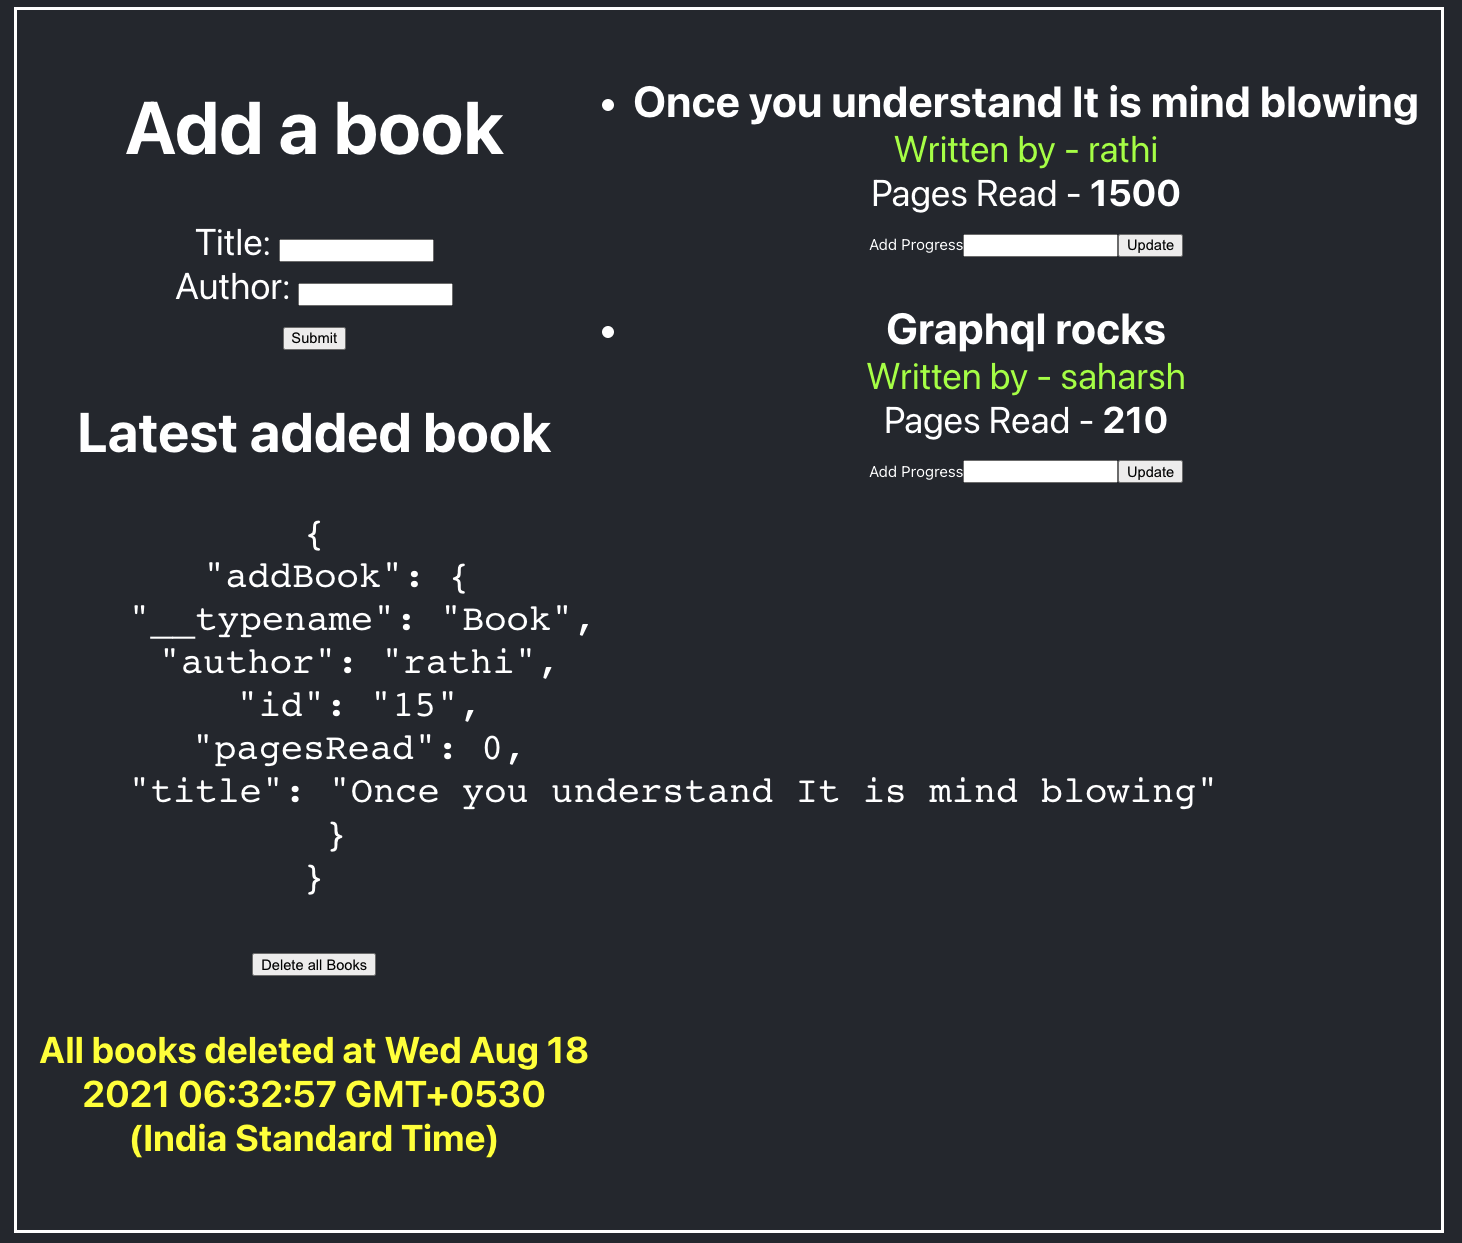 Add a book
Title:
Author:
Submit
Latest added book
{
"addBook": {
"__typename": "Book",
"author": "rathi",
"id": "15",
"pagesRead": 0,
"title": "Once you understand It is mind blowing"
}
}
Delete all Books
All books deleted at Wed Aug 18
2021 06:32:57 GMT+0530
(India Standard Time)
• Once you understand It is mind blowing
Written by - rathi
Pages Read - 1500
Add Progress Update
• Graphql rocks
Written by - saharsh
Pages Read - 210
Add Progress Update